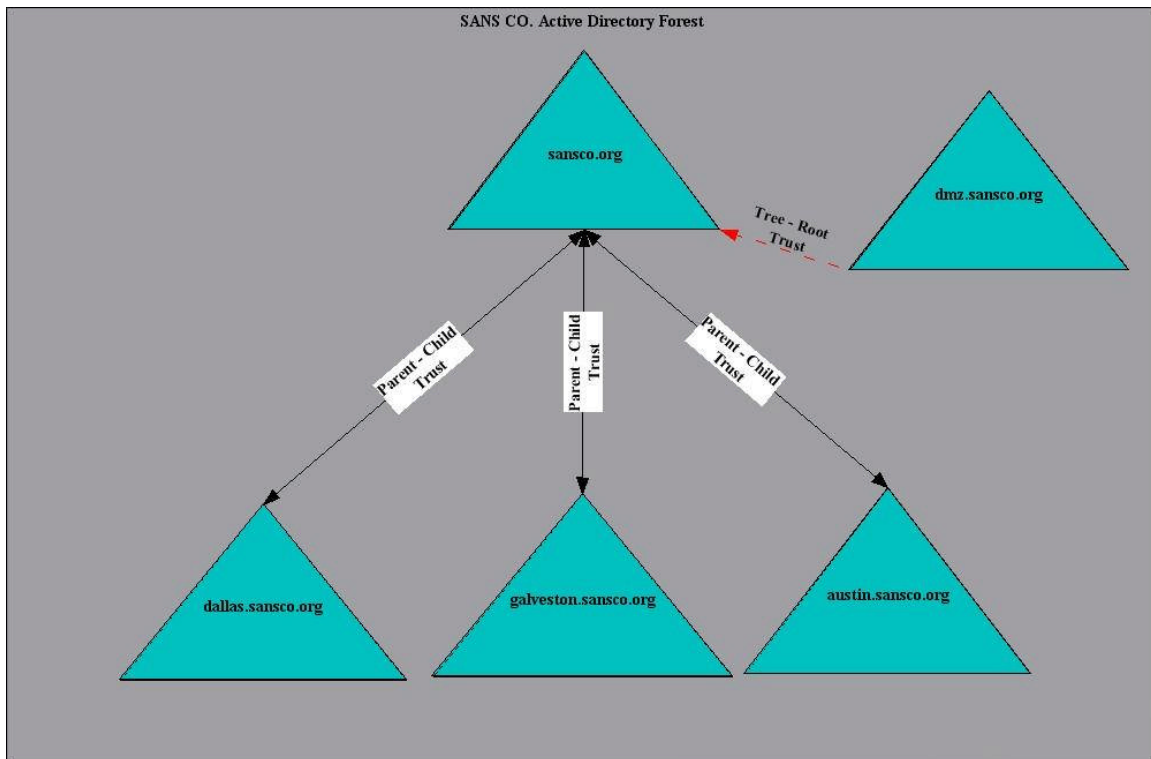 SANS CO. Active Directory Forest
sansco.org
dmz.sansco.org
Tree - Root
Trust
Parent - Child
Trust
Parent - Child
Trust
Parent - Child
Trust
dallas.sansco.org
galveston.sansco.org
austin.sansco.org